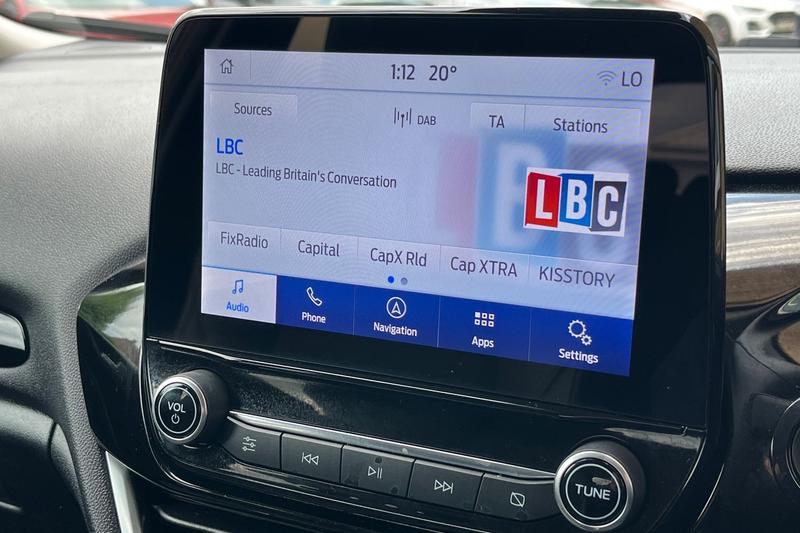 1:12 20° LO
Sources DAB TA Stations
LBC
LBC - Leading Britain's Conversation
LBC
FixRadio Capital CapX Rld Cap XTRA KISSTORY
Audio Phone Navigation Apps Settings
VOL
TUNE